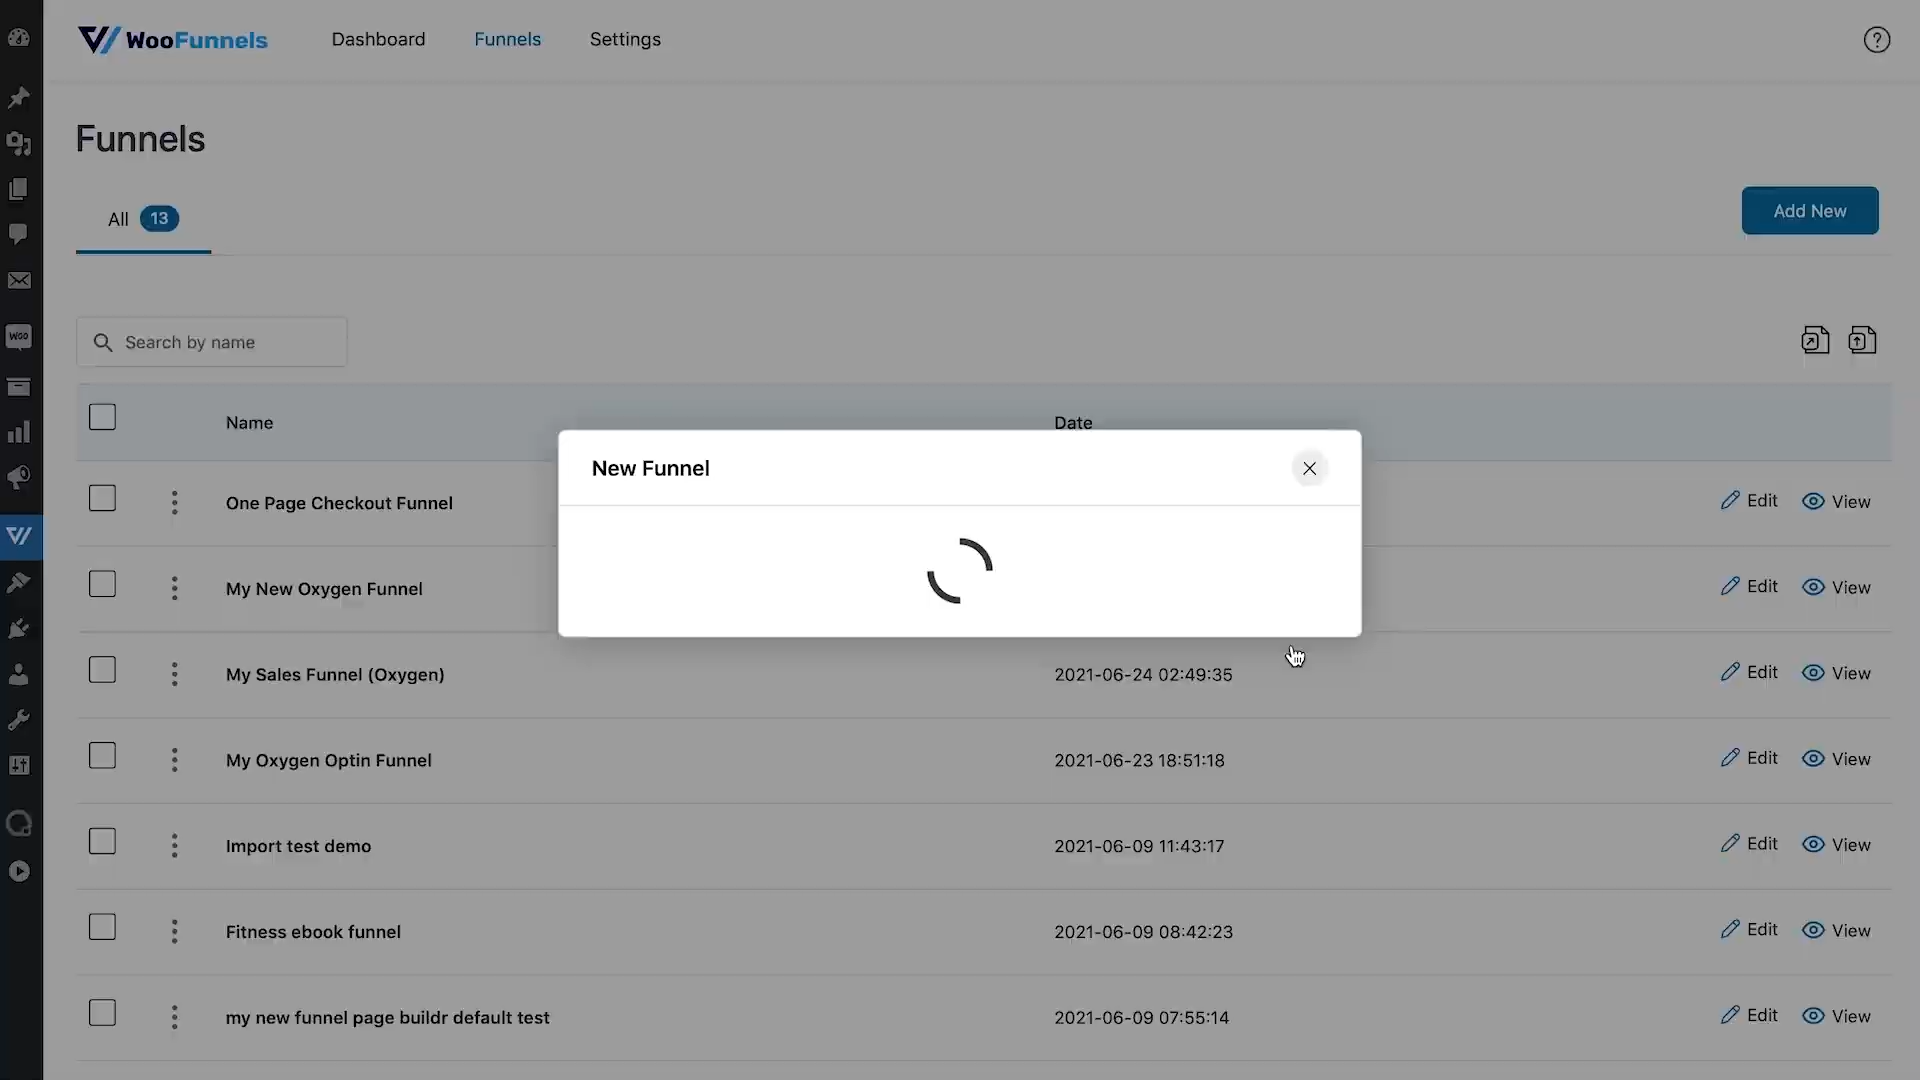 WooFunnels Dashboard Funnels Settings ?
Funnels
All 13 Add New
Search by name
Woo
Name Date
New Funnel
One Page Checkout Funnel Edit View
My New Oxygen Funnel Edit View
My Sales Funnel (Oxygen) 2021-06-24 02:49:35 Edit View
My Oxygen Optin Funnel 2021-06-23 18:51:18 Edit View
Import test demo 2021-06-09 11:43:17 Edit View
Fitness ebook funnel 2021-06-09 08:42:23 Edit View
my new funnel page buildr default test 2021-06-09 07:55:14 Edit View